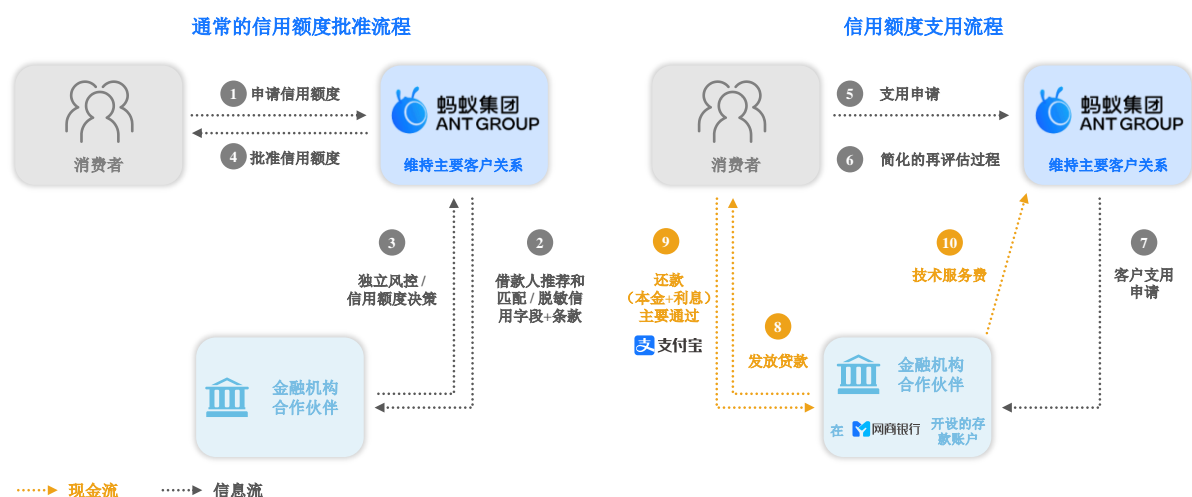 通常的信用额度批准流程
消费者
1 申请信用额度
4 批准信用额度
蚂蚁集团
ANT GROUP
维持主要客户关系
3
独立风控 /
信用额度决策
2
借款人推荐和
匹配 / 脱敏信
用字段+条款
金融机构
合作伙伴
信用额度支用流程
消费者
5 支用申请
6 简化的再评估过程
蚂蚁集团
ANT GROUP
维持主要客户关系
9
还款
（本金+利息）
主要通过
支 支付宝
8
发放贷款
10
技术服务费
7
客户支用
申请
金融机构
合作伙伴
在 网商银行 开设的存
款账户
现金流
信息流